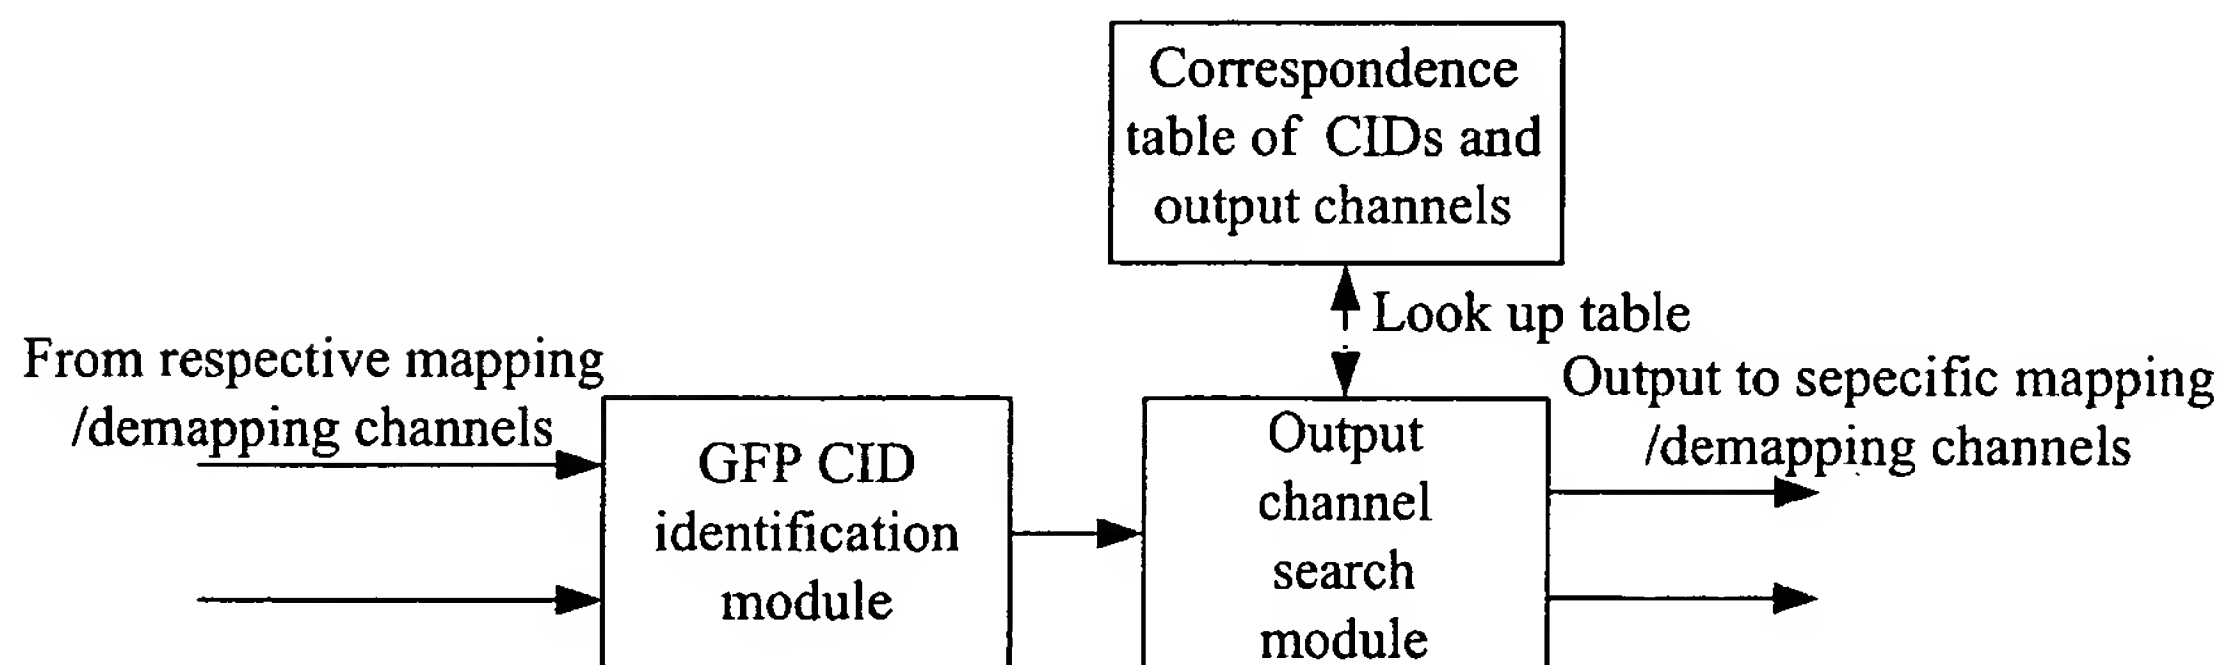 Correspondence
table of CIDs and
output channels
Look up table
From respective mapping
/demapping channels
Output to sepecific mapping
/demapping channels
GFP CID
identification
module
Output
channel
search
module